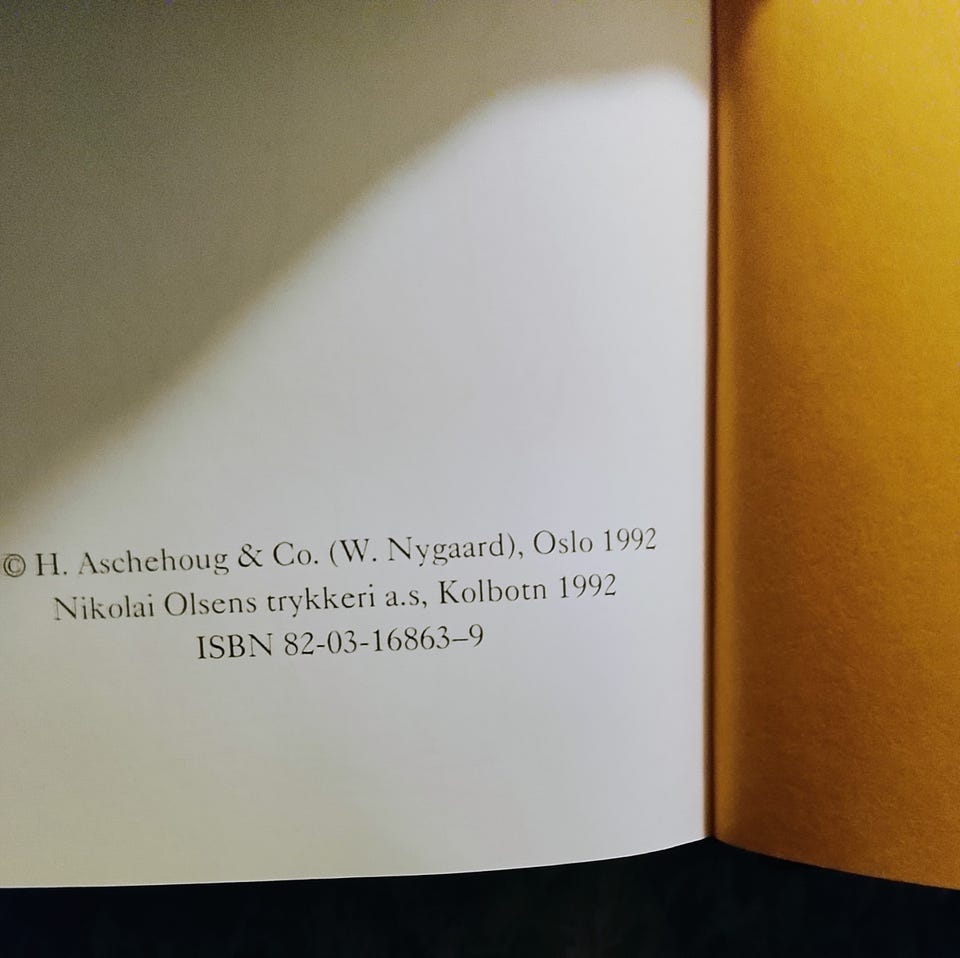 © H. Aschehoug & Co. (W. Nygaard), Oslo 1992
Nikolai Olsens trykkeri a.s, Kolbotn 1992
ISBN 82-03-16863–9